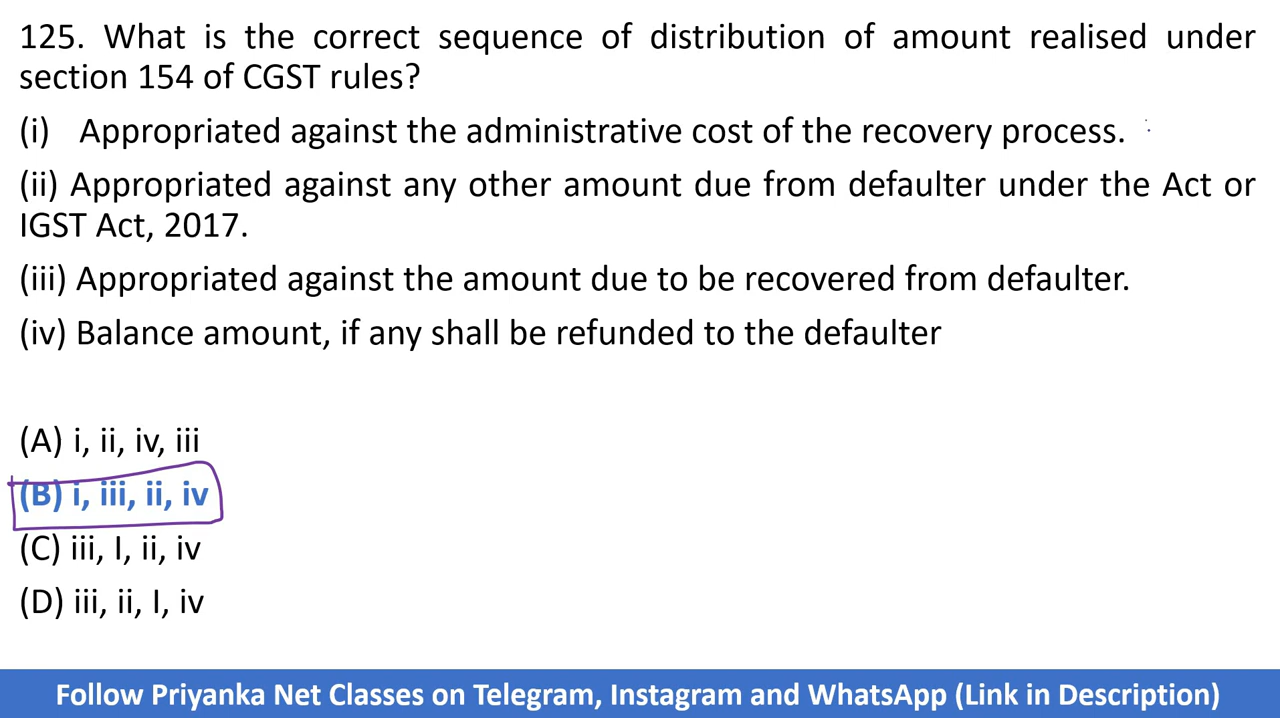 125. What is the correct sequence of distribution of amount realised under
section 154 of CGST rules?
(i) Appropriated against the administrative cost of the recovery process.
(ii) Appropriated against any other amount due from defaulter under the Act or
IGST Act, 2017.
(iii) Appropriated against the amount due to be recovered from defaulter.
(iv) Balance amount, if any shall be refunded to the defaulter
(A) i, ii, iv, iii
(B) i, iii, ii, iv
(C) iii, I, ii, iv
(D) iii, ii, I, iv
Follow Priyanka Net Classes on Telegram, Instagram and WhatsApp (Link in Description)